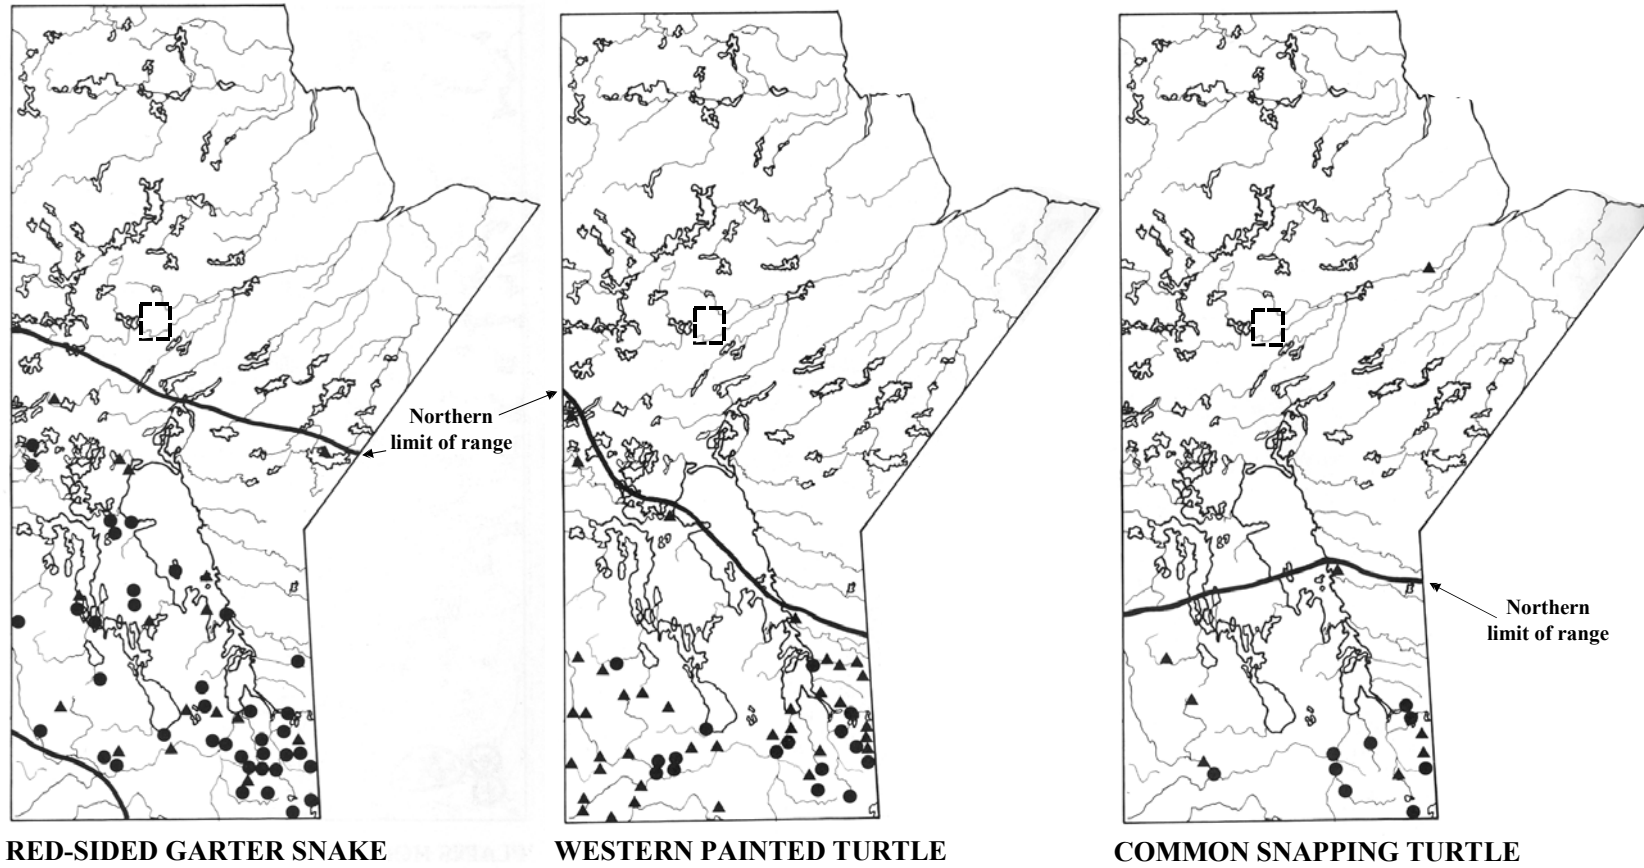 Northern
limit of range
Northern
limit of range
RED-SIDED GARTER SNAKE
WESTERN PAINTED TURTLE
COMMON SNAPPING TURTLE